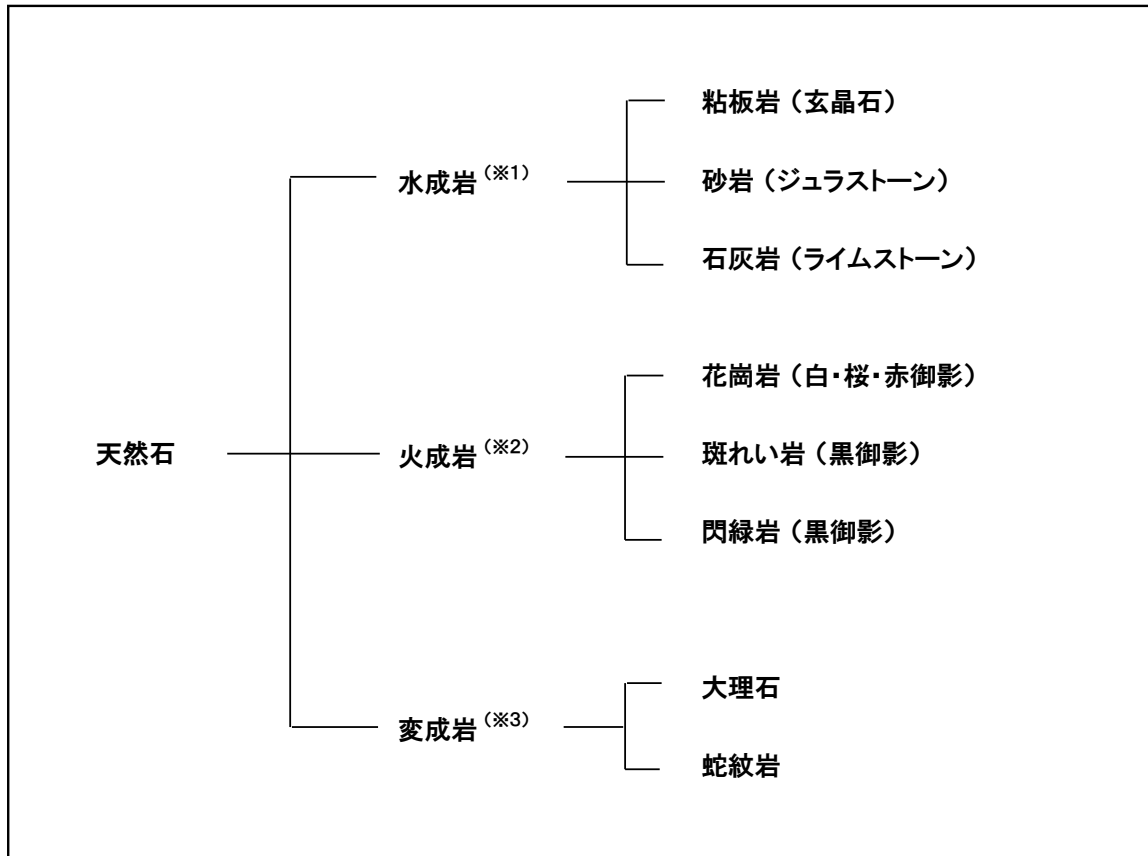 粘板岩（玄晶石）
水成岩（※1）
砂岩（ジュラストーン）
石灰岩（ライムストーン）
花崗岩（白・桜・赤御影）
天然石
火成岩（※2）
斑れい岩（黒御影）
閃緑岩（黒御影）
大理石
変成岩（※3）
蛇紋岩